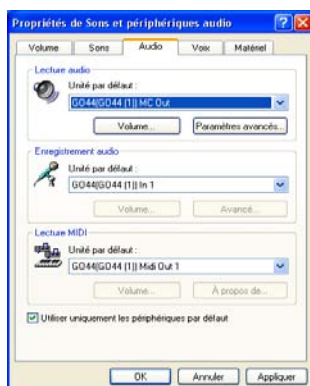 Propriétés de Sons et périphériques audio
Volume Sons Audio Voix Matériel
Lecture audio
Unité par défaut :
GO44(GO44 (1)) MC Out
Volume... Paramètres avancés...
Enregistrement audio
Unité par défaut :
GO44(GO44 (1)) In 1
Volume... Avancé...
Lecture MIDI
Unité par défaut :
GO44(GO44 (1)) Midi Out 1
Volume... À propos de...
Utiliser uniquement les périphériques par défaut
OK Annuler Appliquer